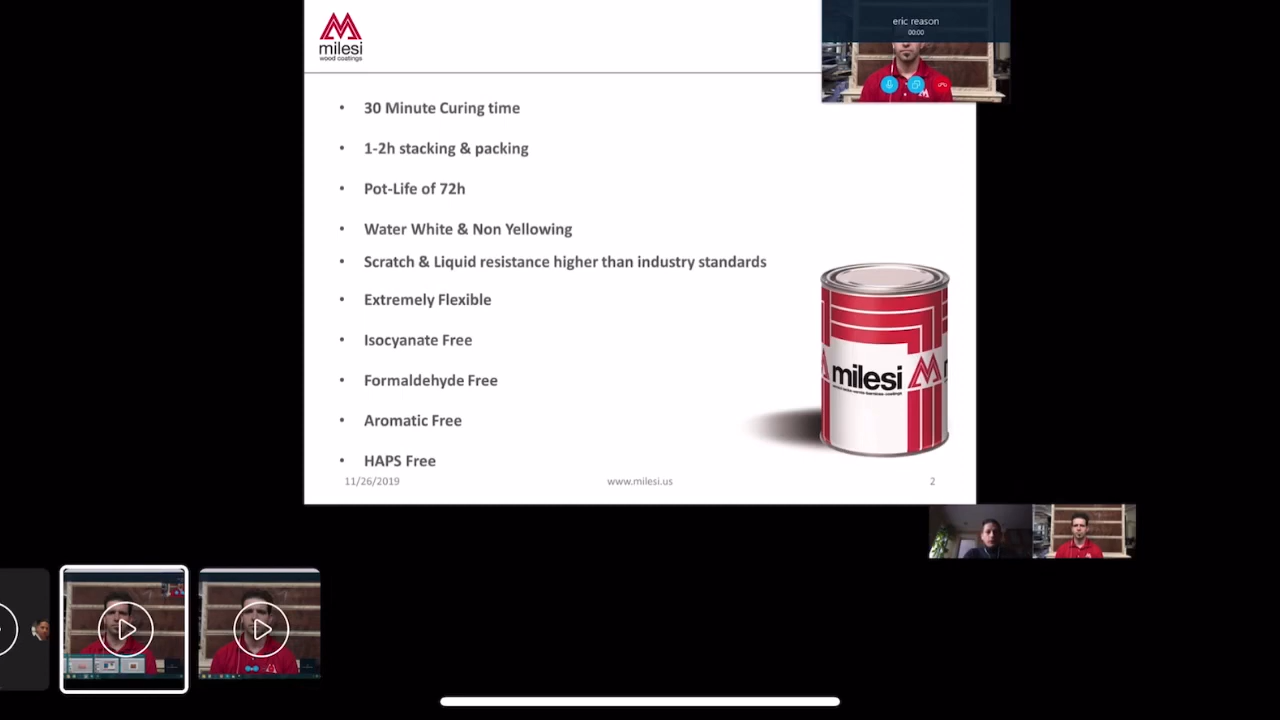 milesi
wood coatings
eric reason
00:00
• 30 Minute Curing time
• 1-2h stacking & packing
• Pot-Life of 72h
• Water White & Non Yellowing
• Scratch & Liquid resistance higher than industry standards
• Extremely Flexible
• Isocyanate Free
• Formaldehyde Free
• Aromatic Free
• HAPS Free
milesi
11/26/2019
www.milesi.us
2